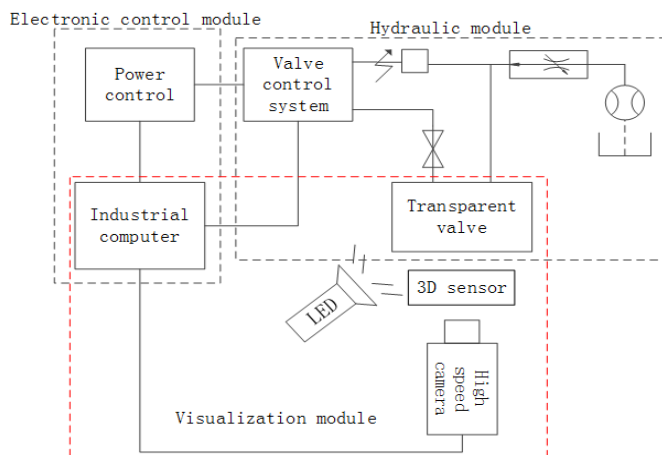 Electronic control module
Hydraulic module
Power
control
Valve
control
system
Industrial
computer
Transparent
valve
3D sensor
LED
High
speed
camera
Visualization module